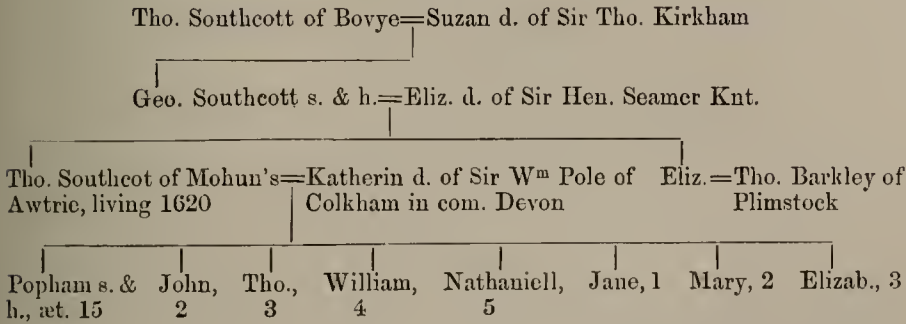 Tho. Southcott of Bovye=Suzan d. of Sir Tho. Kirkham
Geo. Southcott s. & h.=Eliz. d. of Sir Hen. Seamer Knt.
Tho. Southcot of Mohun's=Katherin d. of Sir Wᵐ Pole of Eliz.=Tho. Barkley of
Awtrie, living 1620 Colkham in com. Devon Plimstock
Popham s. & John, Tho., William, Nathaniell, Jane, 1 Mary, 2 Elizab., 3
h., æt. 15 2 3 4 5